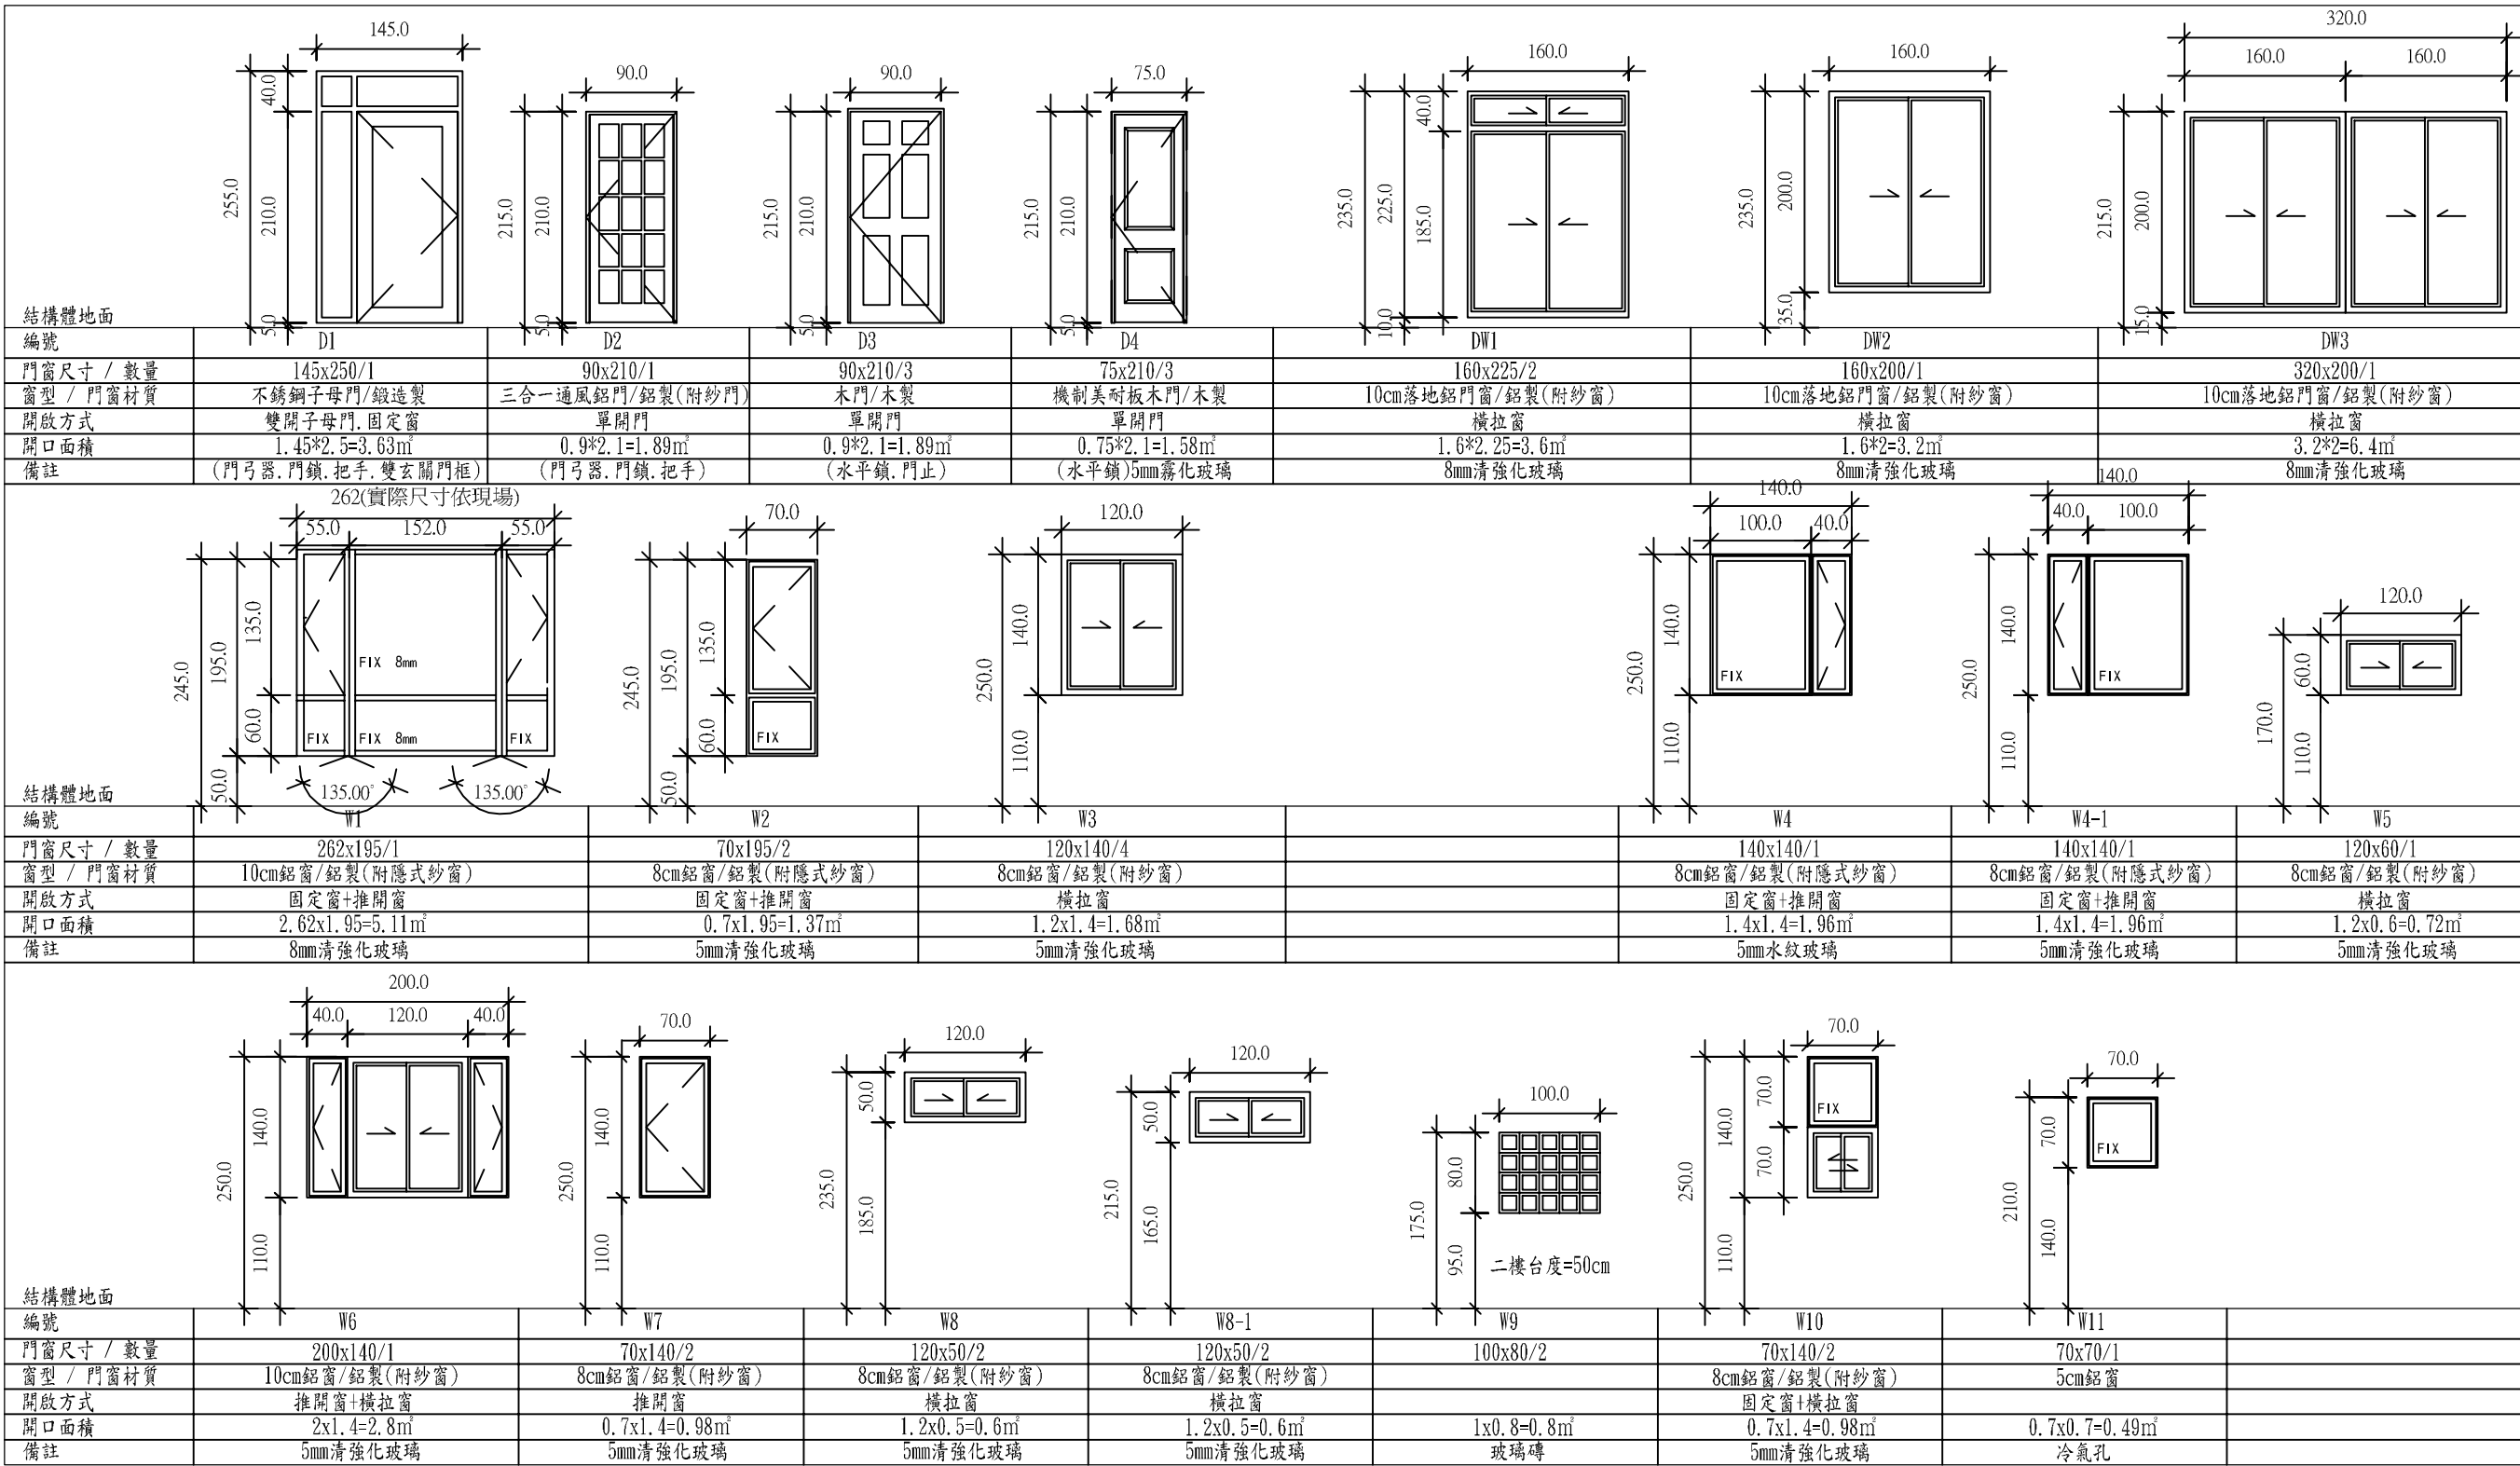 145.0
40.0
255.0
210.0
5.0
90.0
215.0
210.0
5.0
90.0
215.0
210.0
5.0
75.0
215.0
210.0
5.0
160.0
235.0
225.0
40.0
185.0
10.0
160.0
235.0
200.0
35.0
320.0
160.0 160.0
215.0
200.0
15.0
結構體地面
編號 D1 D2 D3 D4 DW1 DW2 DW3
門窗尺寸 / 數量 145x250/1 90x210/1 90x210/3 75x210/3 160x225/2 160x200/1 320x200/1
窗型 / 門窗材質 不銹鋼子母門/鍛造製 三合一通風鋁門/鋁製(附紗門) 木門/木製 機制美耐板木門/木製 10cm落地鋁門窗/鋁製(附紗窗) 10cm落地鋁門窗/鋁製(附紗窗) 10cm落地鋁門窗/鋁製(附紗窗)
開啟方式 雙開子母門.固定窗 單開門 單開門 單開門 橫拉窗 橫拉窗 橫拉窗
開口面積 1.45*2.5=3.63㎡ 0.9*2.1=1.89㎡ 0.9*2.1=1.89㎡ 0.75*2.1=1.58㎡ 1.6*2.25=3.6㎡ 1.6*2=3.2㎡ 3.2*2=6.4㎡
備註 (門弓器.門鎖.把手.雙玄關門框) (門弓器.門鎖.把手) (水平鎖.門止) (水平鎖)5mm霧化玻璃 8mm清強化玻璃 8mm清強化玻璃 8mm清強化玻璃
262(實際尺寸依現場)
55.0 152.0 55.0
245.0
195.0
135.0
60.0
50.0
FIX 8mm
FIX FIX 8mm FIX
135.00° 135.00°
70.0
245.0
195.0
135.0
60.0
50.0
FIX
120.0
250.0
140.0
110.0
140.0
100.0 40.0
250.0
140.0
110.0
FIX
140.0
40.0 100.0
250.0
140.0
110.0
FIX
120.0
170.0
60.0
110.0
結構體地面
編號 W1 W2 W3 W4 W4-1 W5
門窗尺寸 / 數量 262x195/1 70x195/2 120x140/4 140x140/1 140x140/1 120x60/1
窗型 / 門窗材質 10cm鋁窗/鋁製(附隱式紗窗) 8cm鋁窗/鋁製(附隱式紗窗) 8cm鋁窗/鋁製(附紗窗) 8cm鋁窗/鋁製(附隱式紗窗) 8cm鋁窗/鋁製(附隱式紗窗) 8cm鋁窗/鋁製(附紗窗)
開啟方式 固定窗+推開窗 固定窗+推開窗 橫拉窗 固定窗+推開窗 固定窗+推開窗 橫拉窗
開口面積 2.62x1.95=5.11㎡ 0.7x1.95=1.37㎡ 1.2x1.4=1.68㎡ 1.4x1.4=1.96㎡ 1.4x1.4=1.96㎡ 1.2x0.6=0.72㎡
備註 8mm清強化玻璃 5mm清強化玻璃 5mm清強化玻璃 5mm水紋玻璃 5mm清強化玻璃 5mm清強化玻璃
200.0
40.0 120.0 40.0
250.0
140.0
110.0
70.0
250.0
140.0
110.0
120.0
235.0
50.0
185.0
120.0
215.0
50.0
165.0
100.0
175.0
80.0
95.0
二樓台度=50cm
70.0
250.0
140.0
110.0
70.0
70.0
FIX
70.0
210.0
70.0
140.0
FIX
結構體地面
編號 W6 W7 W8 W8-1 W9 W10 W11
門窗尺寸 / 數量 200x140/1 70x140/2 120x50/2 120x50/2 100x80/2 70x140/2 70x70/1
窗型 / 門窗材質 10cm鋁窗/鋁製(附紗窗) 8cm鋁窗/鋁製(附紗窗) 8cm鋁窗/鋁製(附紗窗) 8cm鋁窗/鋁製(附紗窗) 8cm鋁窗/鋁製(附紗窗) 5cm鋁窗
開啟方式 推開窗+橫拉窗 推開窗 橫拉窗 橫拉窗 固定窗+橫拉窗
開口面積 2x1.4=2.8㎡ 0.7x1.4=0.98㎡ 1.2x0.5=0.6㎡ 1.2x0.5=0.6㎡ 1x0.8=0.8㎡ 0.7x1.4=0.98㎡ 0.7x0.7=0.49㎡
備註 5mm清強化玻璃 5mm清強化玻璃 5mm清強化玻璃 5mm清強化玻璃 玻璃磚 5mm清強化玻璃 冷氣孔